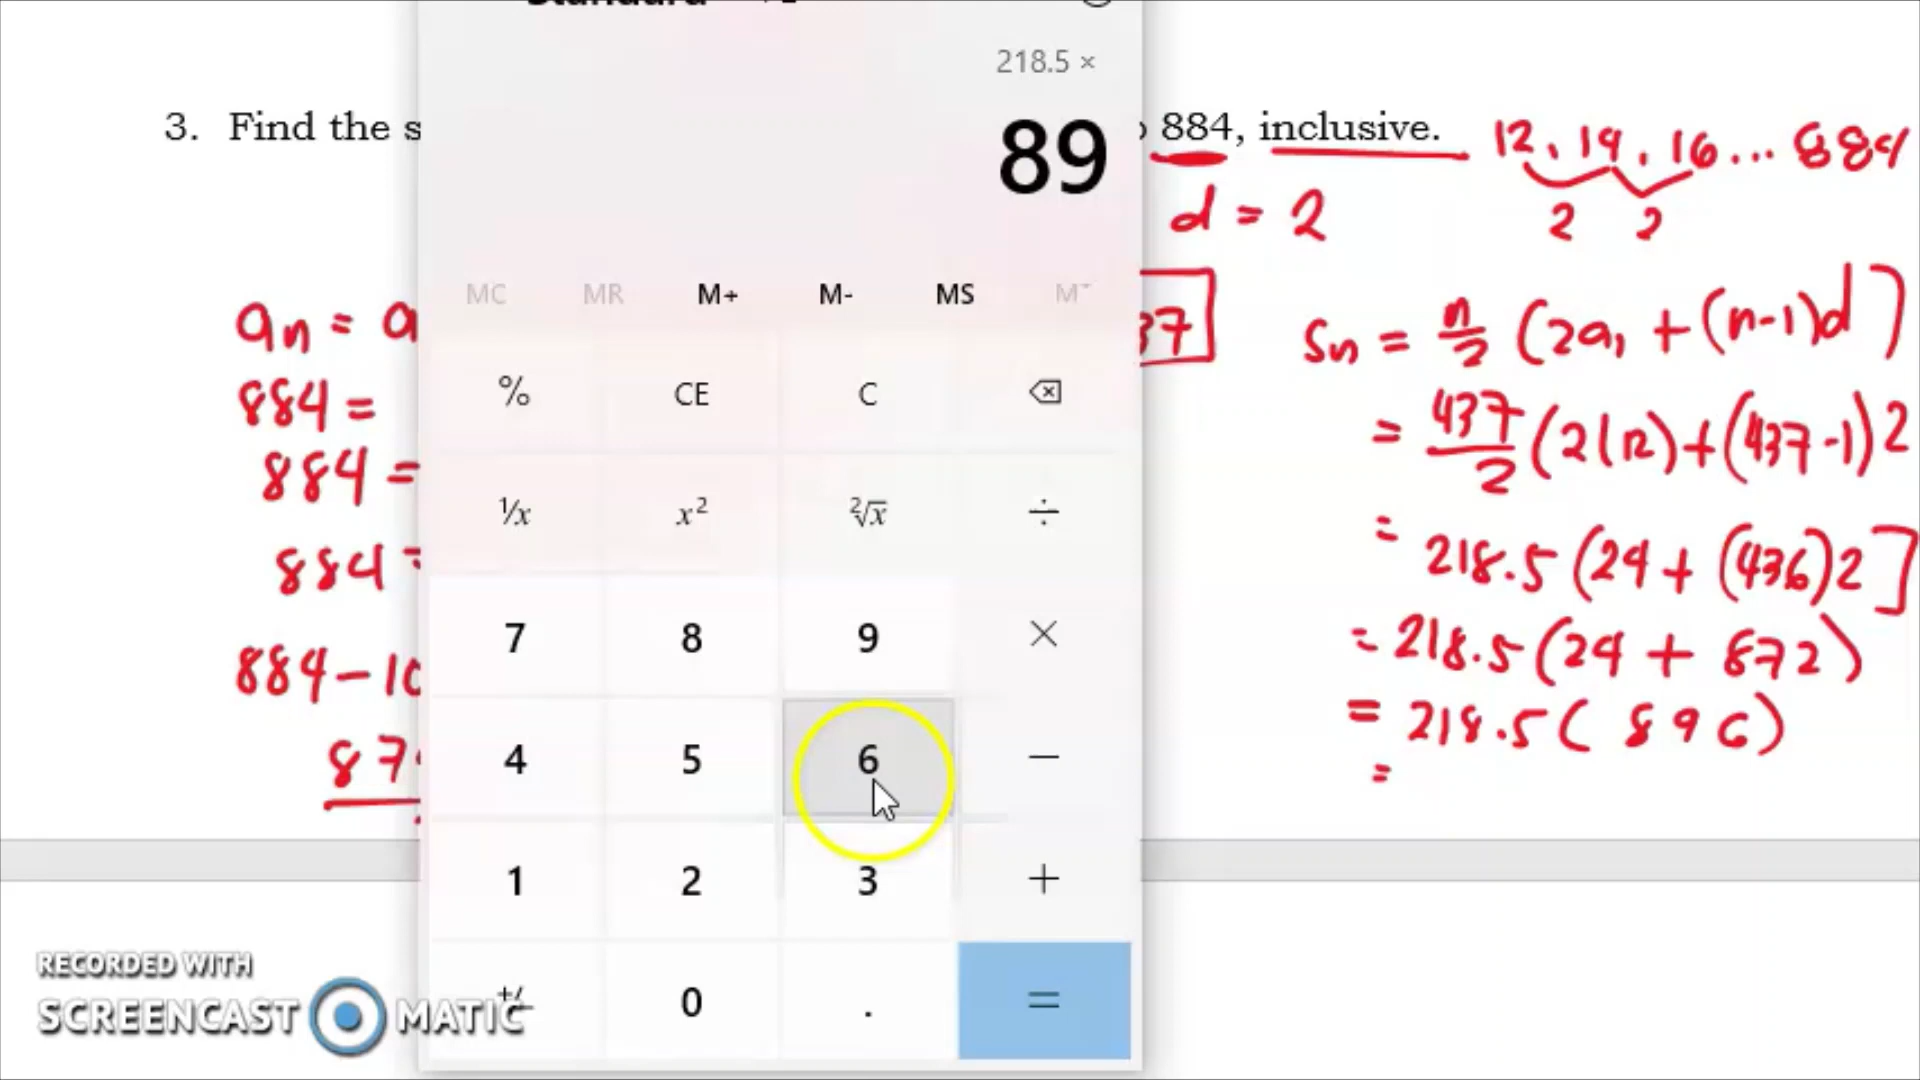 Standard
218.5 ×
89
3. Find the s
884, inclusive. 12, 14, 16 ... 884
2 2
d = 2
MC MR M+ M- MS M
an = a
37
Sn = n/2 (2a1 + (n-1)d]
% CE C
884 =
= 437/2 (2(12)+(437-1)2
884 =
1/x x² ²√x ÷
884 =
= 218.5 (24 + (436)2]
7 8 9 ×
884-10
= 218.5 (24 + 872)
= 218.5 ( 896)
4 5 6 −
87
=
1 2 3 +
+/- 0 . =
RECORDED WITH
SCREENCAST MATIC